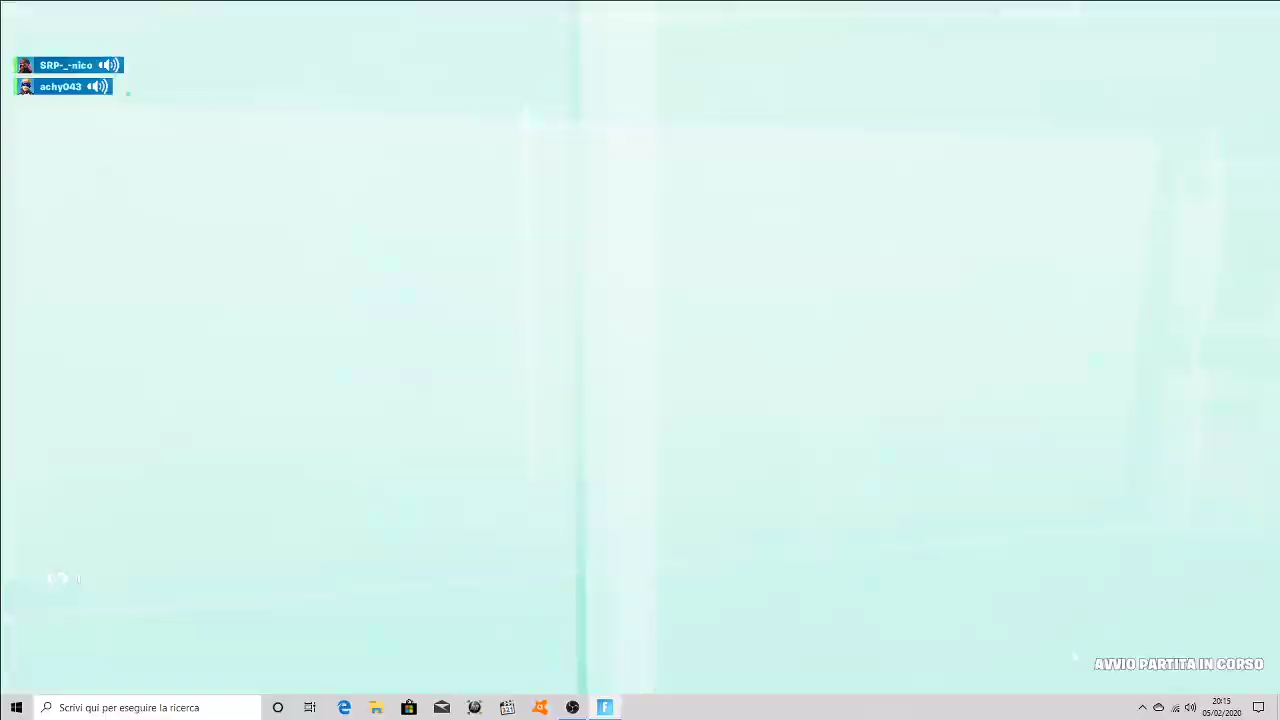 SRP-_-nico
achy043
AVVIO PARTITA IN CORSO
Scrivi qui per eseguire la ricerca
20:15
05/02/2020